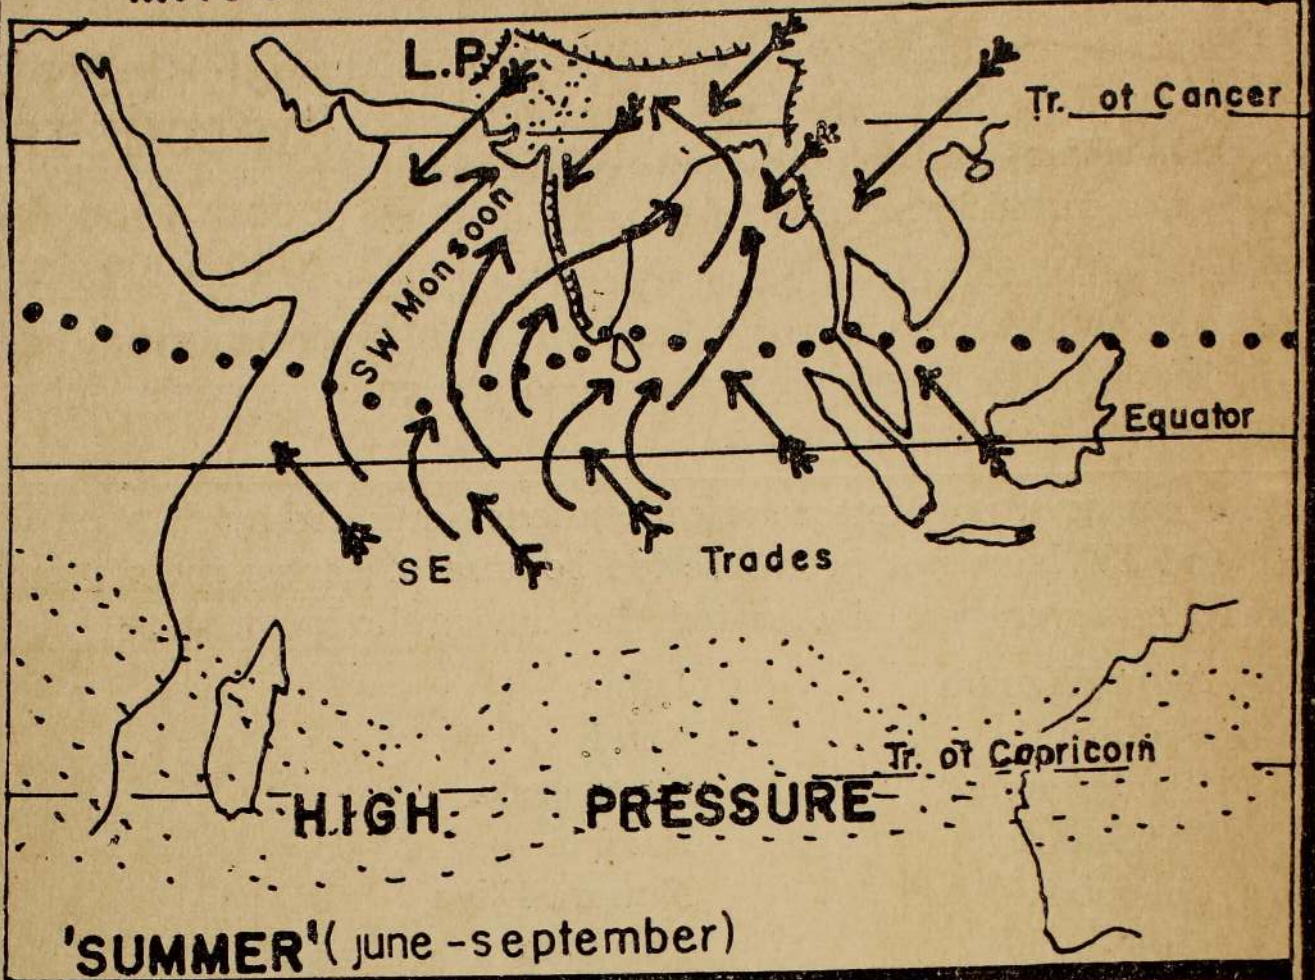 L.P.
Tr. of Cancer
SW Monsoon
Equator
SE Trades
Tr. of Capricorn
HIGH PRESSURE
'SUMMER' (june - september)